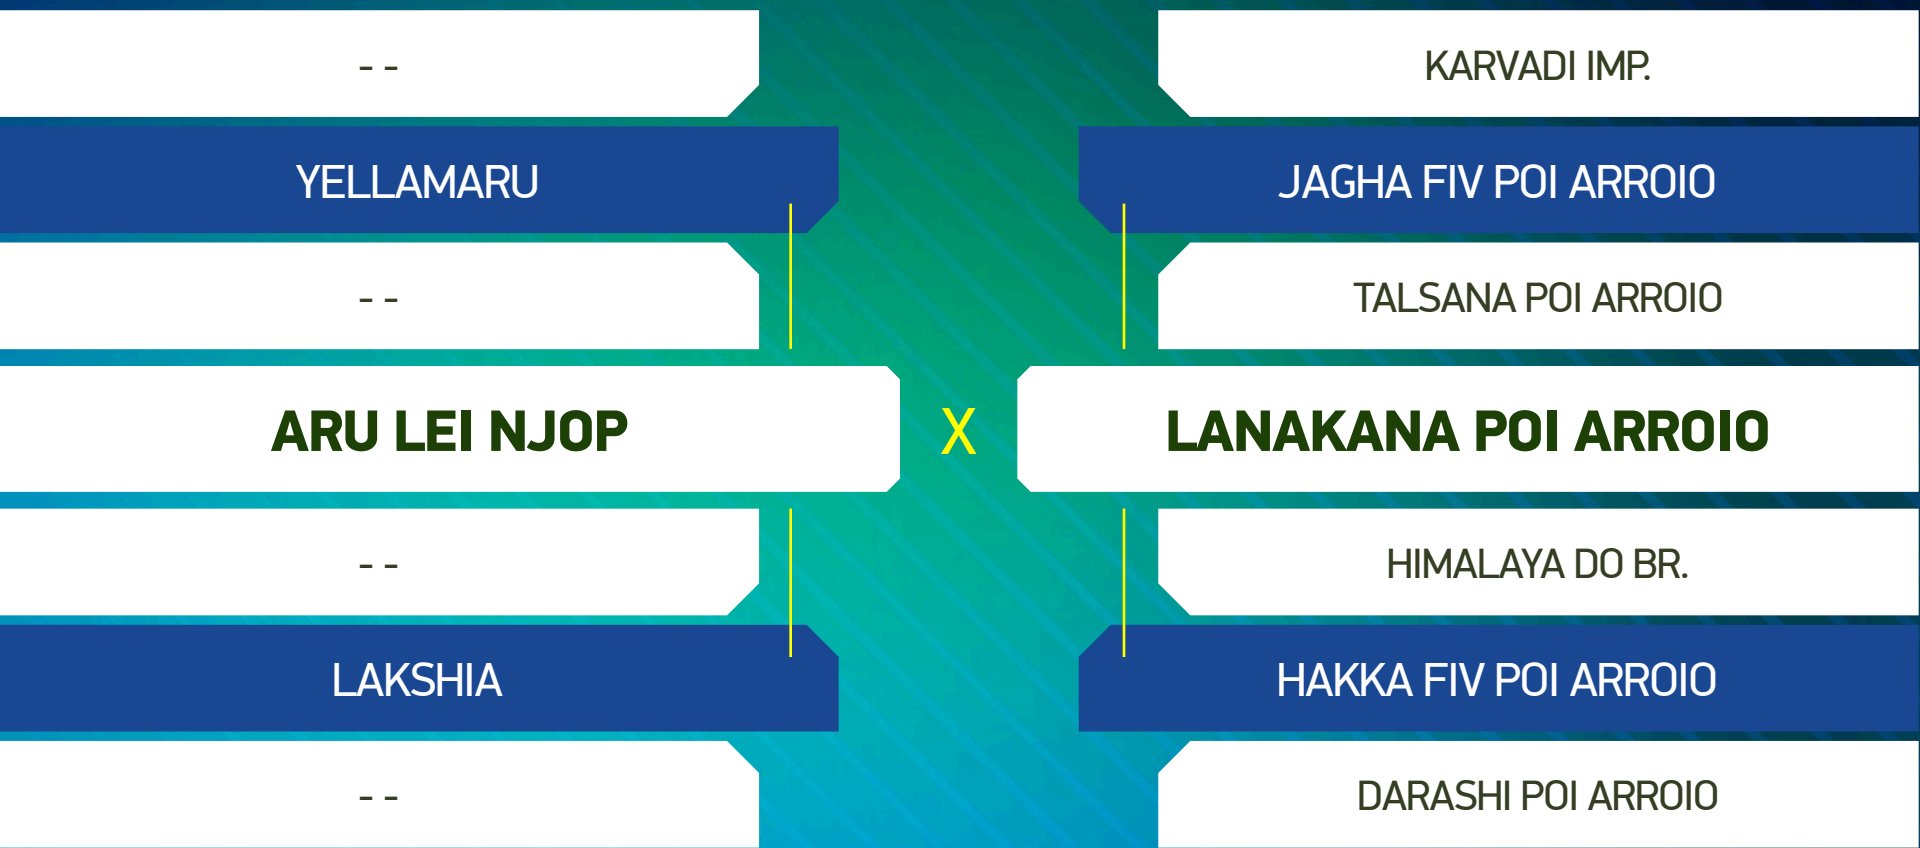 - -
YELLAMARU
- -
ARU LEI NJOP
- -
LAKSHIA
- -
X
KARVADI IMP.
JAGHA FIV POI ARROIO
TALSANA POI ARROIO
LANAKANA POI ARROIO
HIMALAYA DO BR.
HAKKA FIV POI ARROIO
DARASHI POI ARROIO